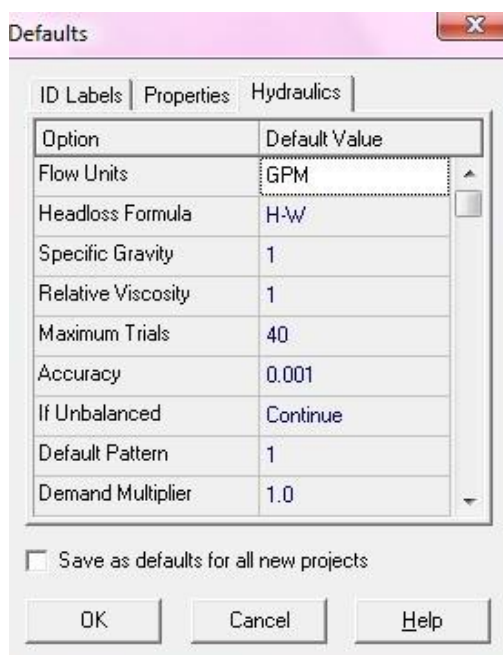 Defaults
ID Labels Properties Hydraulics
Option Default Value
Flow Units GPM
Headloss Formula H-W
Specific Gravity 1
Relative Viscosity 1
Maximum Trials 40
Accuracy 0.001
If Unbalanced Continue
Default Pattern 1
Demand Multiplier 1.0
Save as defaults for all new projects
OK Cancel Help